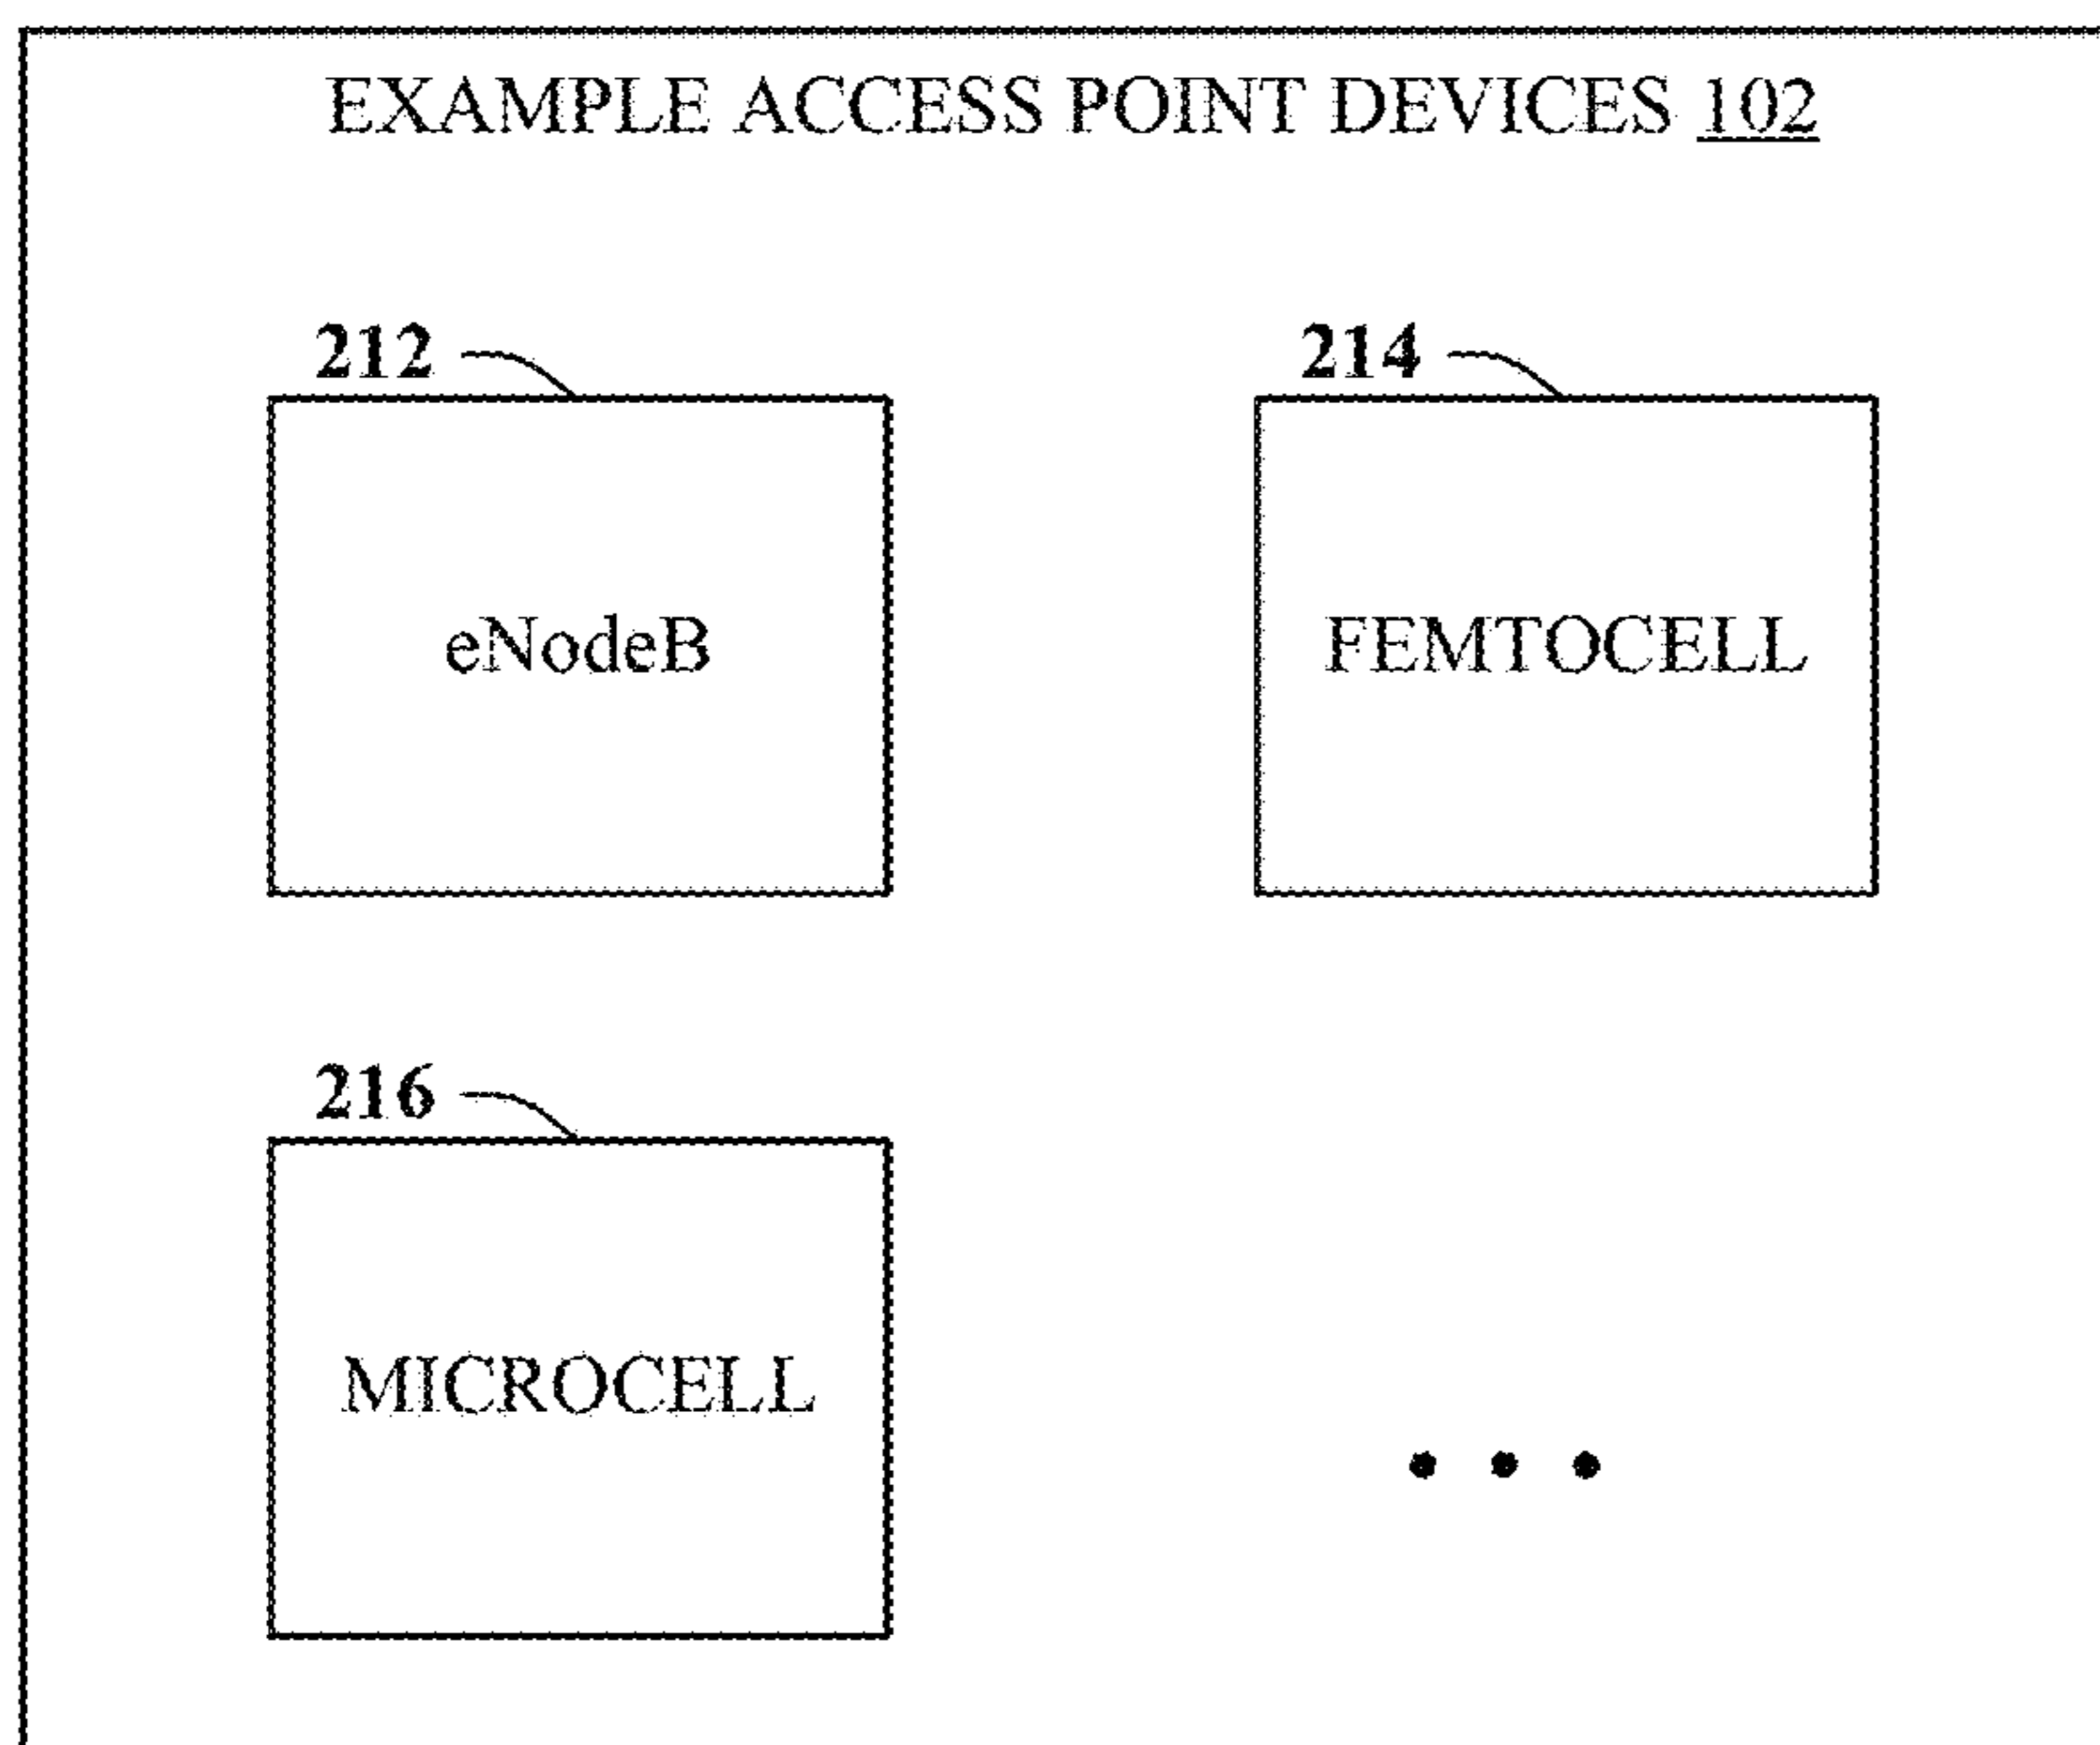 EXAMPLE ACCESS POINT DEVICES 102
212
214
eNodeB
FEMTOCELL
216
MICROCELL
• • •